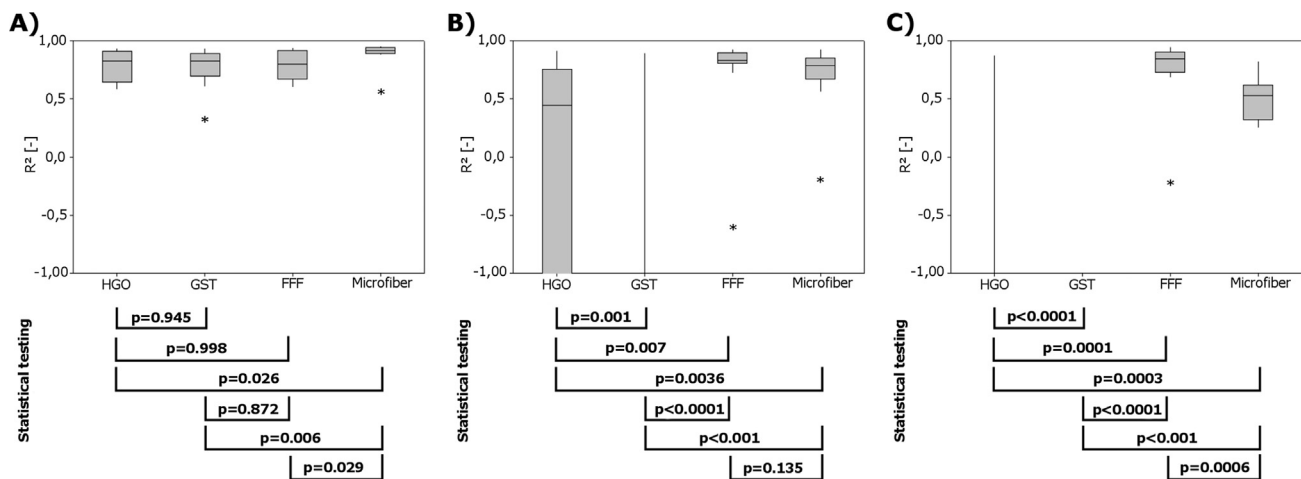 A)
1,00
0,5
0,0
-0,5
-1,00
R² [-]
*
*
HGO GST FFF Microfiber
Statistical testing
p=0.945
p=0.998
p=0.026
p=0.872
p=0.006
p=0.029
B)
1,00
0,5
0,0
-0,5
-1,00
R² [-]
*
*
HGO GST FFF Microfiber
Statistical testing
p=0.001
p=0.007
p=0.0036
p<0.0001
p<0.001
p=0.135
C)
1,00
0,5
0,0
-0,5
-1,00
R² [-]
*
HGO GST FFF Microfiber
Statistical testing
p<0.0001
p=0.0001
p=0.0003
p<0.0001
p<0.001
p=0.0006